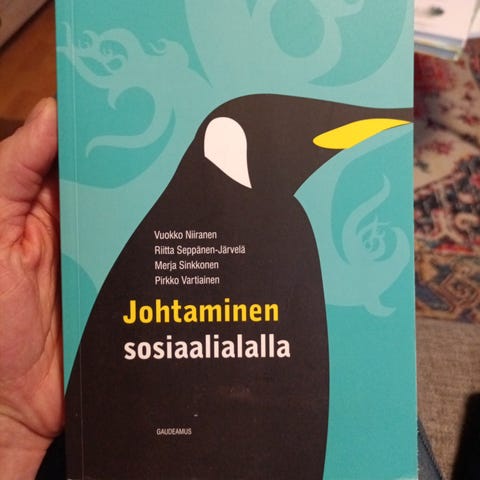 Vuokko Niiranen
Riitta Seppänen-Järvelä
Merja Sinkkonen
Pirkko Vartiainen
Johtaminen
sosiaalialalla
GAUDEAMUS